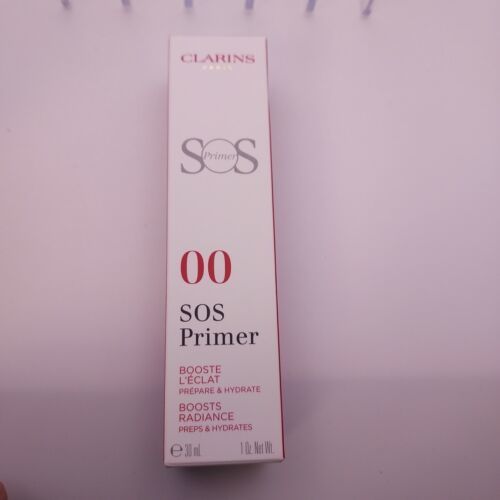 CLARINS
PARIS
SOS
Primer
00
SOS
Primer
BOOSTE
L'ÉCLAT
PRÉPARE & HYDRATE
BOOSTS
RADIANCE
PREPS & HYDRATES
℮ 30 mL 1 Oz. Net Wt.